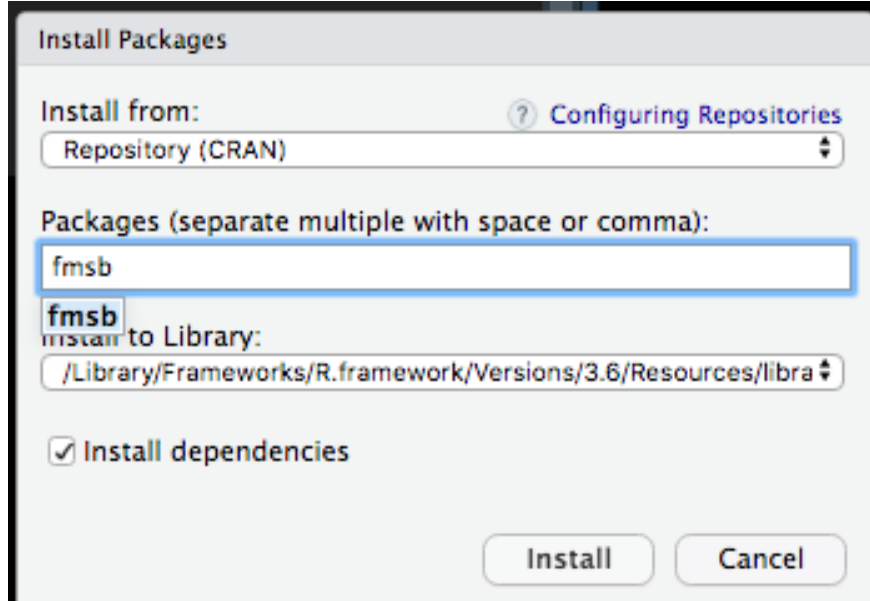 Install Packages
Install from:
? Configuring Repositories
Repository (CRAN)
Packages (separate multiple with space or comma):
fmsb
fmsb
Install to Library:
/Library/Frameworks/R.framework/Versions/3.6/Resources/libra
Install dependencies
Install Cancel